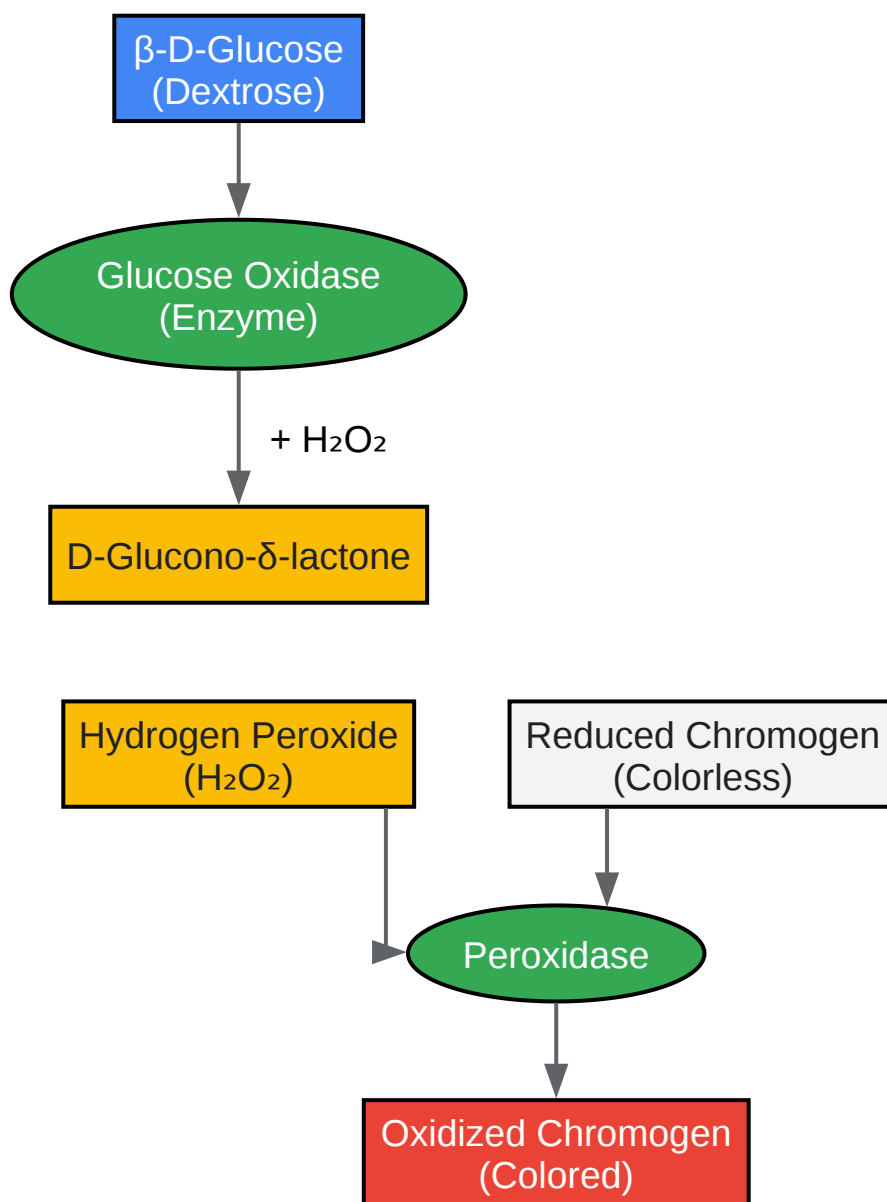 β-D-Glucose
(Dextrose)
Glucose Oxidase
(Enzyme)
+ H₂O₂
D-Glucono-δ-lactone
Hydrogen Peroxide
(H₂O₂)
Reduced Chromogen
(Colorless)
Peroxidase
Oxidized Chromogen
(Colored)